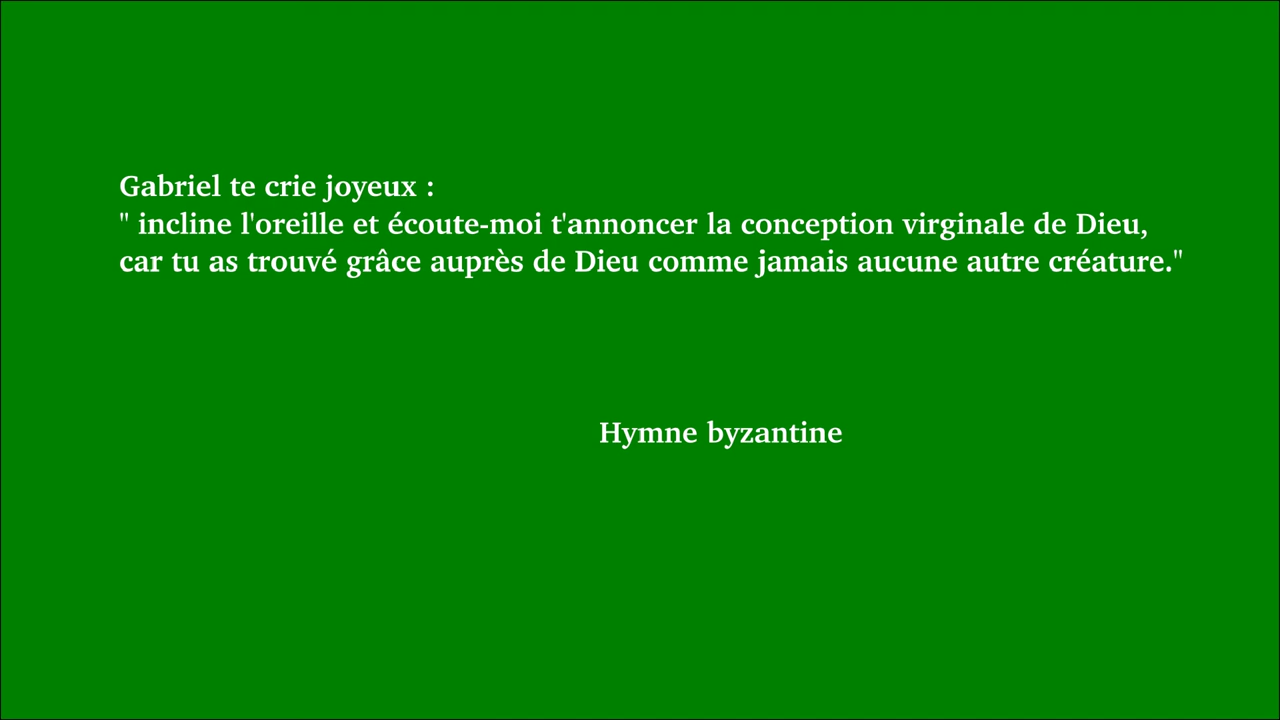 Gabriel te crie joyeux :
" incline l'oreille et écoute-moi t'annoncer la conception virginale de Dieu,
car tu as trouvé grâce auprès de Dieu comme jamais aucune autre créature."
Hymne byzantine